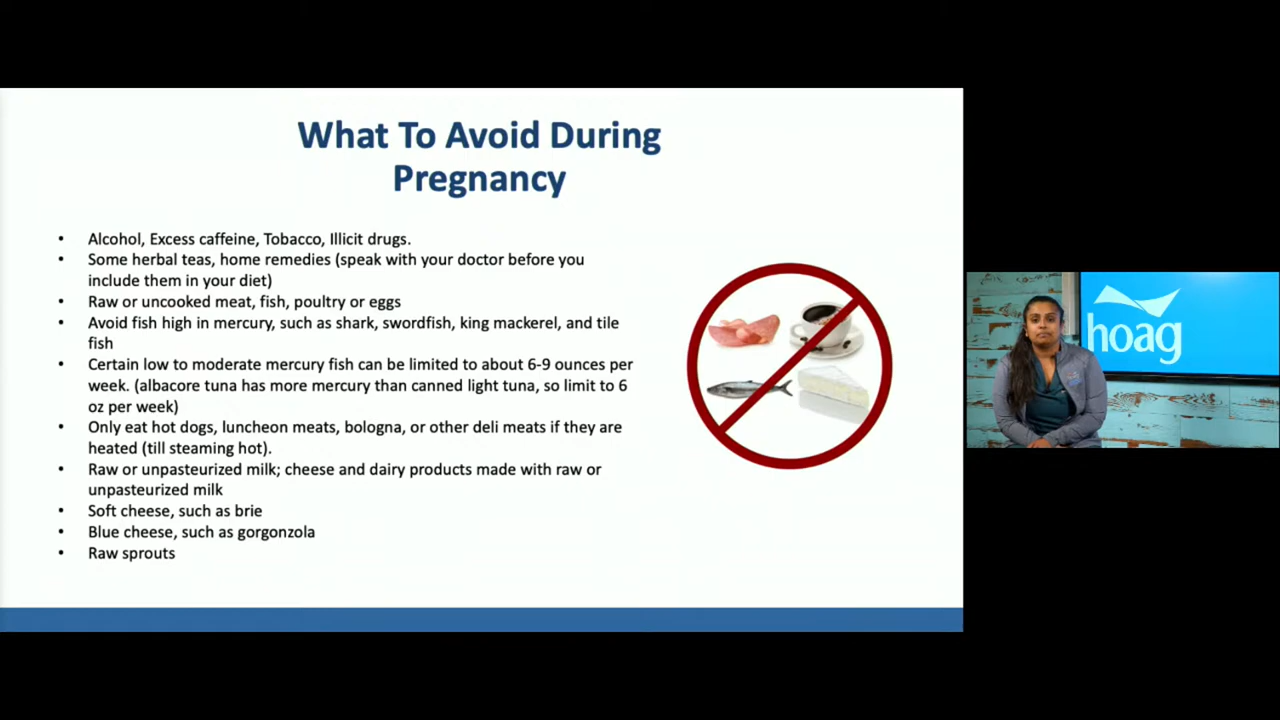 What To Avoid During
Pregnancy
• Alcohol, Excess caffeine, Tobacco, Illicit drugs.
• Some herbal teas, home remedies (speak with your doctor before you
include them in your diet)
• Raw or uncooked meat, fish, poultry or eggs
• Avoid fish high in mercury, such as shark, swordfish, king mackerel, and tile
fish
• Certain low to moderate mercury fish can be limited to about 6-9 ounces per
week. (albacore tuna has more mercury than canned light tuna, so limit to 6
oz per week)
• Only eat hot dogs, luncheon meats, bologna, or other deli meats if they are
heated (till steaming hot).
• Raw or unpasteurized milk; cheese and dairy products made with raw or
unpasteurized milk
• Soft cheese, such as brie
• Blue cheese, such as gorgonzola
• Raw sprouts
hoag